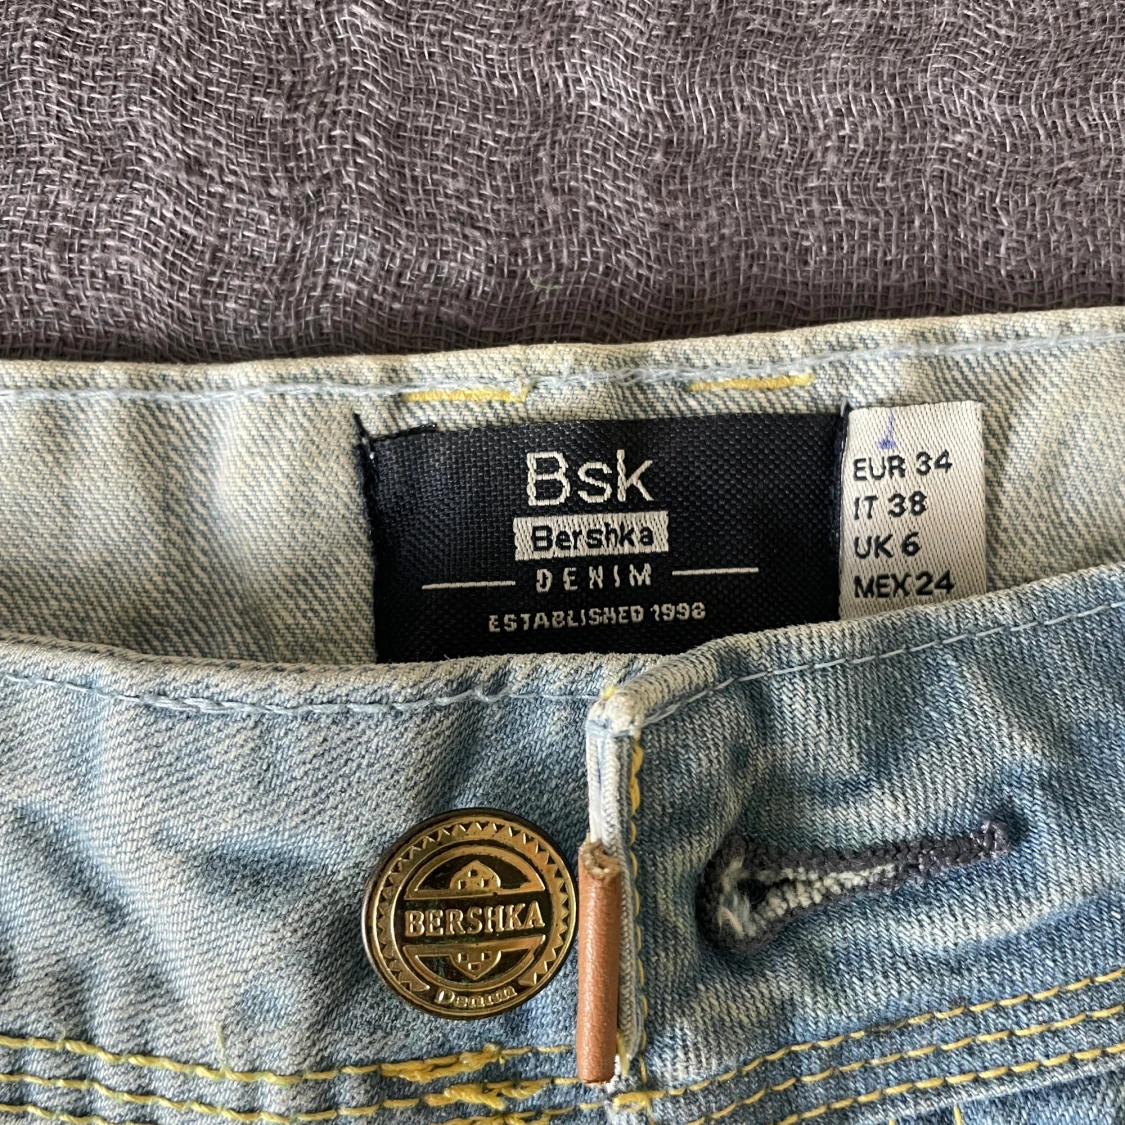 Bsk
Bershka
DENIM
ESTABLISHED 1998
EUR 34
IT 38
UK 6
MEX 24
BERSHKA
Denim